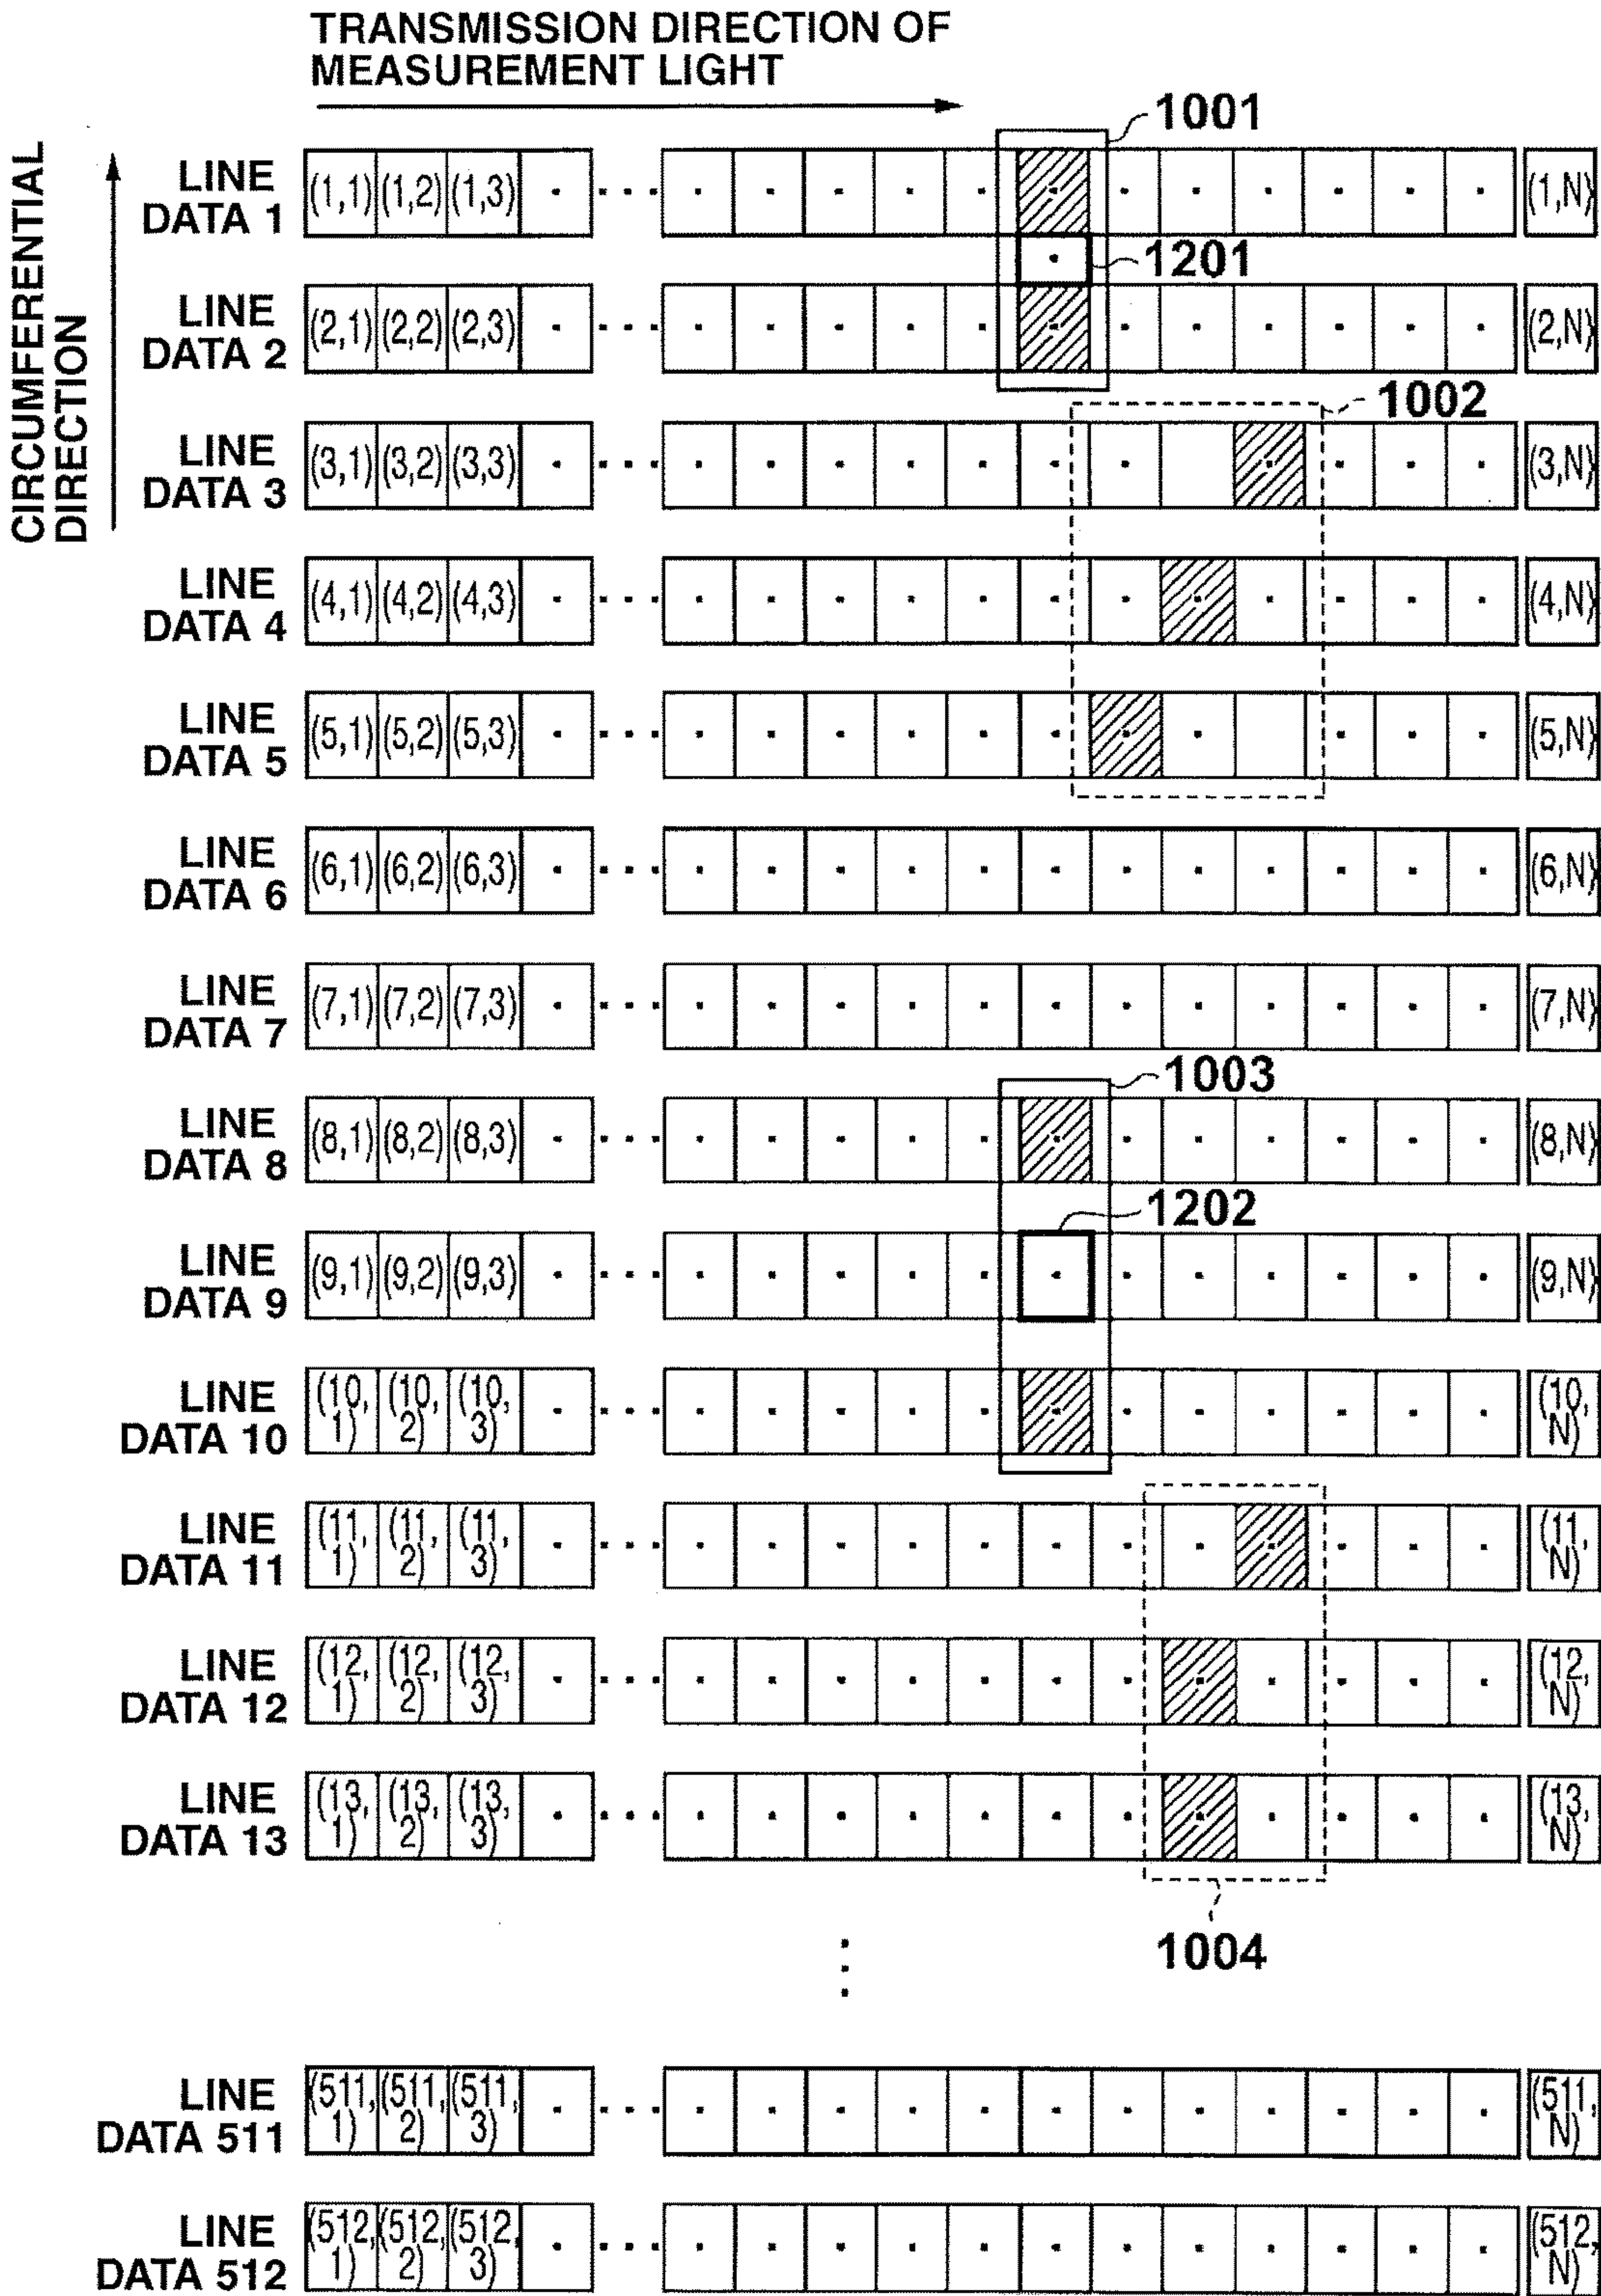 TRANSMISSION DIRECTION OF
MEASUREMENT LIGHT
CIRCUMFERENTIAL
DIRECTION
1001
LINE
DATA 1
(1,1) (1,2) (1,3) (1,N)
1201
LINE
DATA 2
(2,1) (2,2) (2,3) (2,N)
1002
LINE
DATA 3
(3,1) (3,2) (3,3) (3,N)
LINE
DATA 4
(4,1) (4,2) (4,3) (4,N)
LINE
DATA 5
(5,1) (5,2) (5,3) (5,N)
LINE
DATA 6
(6,1) (6,2) (6,3) (6,N)
LINE
DATA 7
(7,1) (7,2) (7,3) (7,N)
1003
LINE
DATA 8
(8,1) (8,2) (8,3) (8,N)
1202
LINE
DATA 9
(9,1) (9,2) (9,3) (9,N)
LINE
DATA 10
(10, (10, (10, (10,
1) 2) 3) N)
LINE
DATA 11
(11, (11, (11, (11,
1) 2) 3) N)
LINE
DATA 12
(12, (12, (12, (12,
1) 2) 3) N)
LINE
DATA 13
(13, (13, (13, (13,
1) 2) 3) N)
1004
LINE
DATA 511
(511, (511, (511, (511,
1) 2) 3) N)
LINE
DATA 512
(512, (512, (512, (512,
1) 2) 3) N)